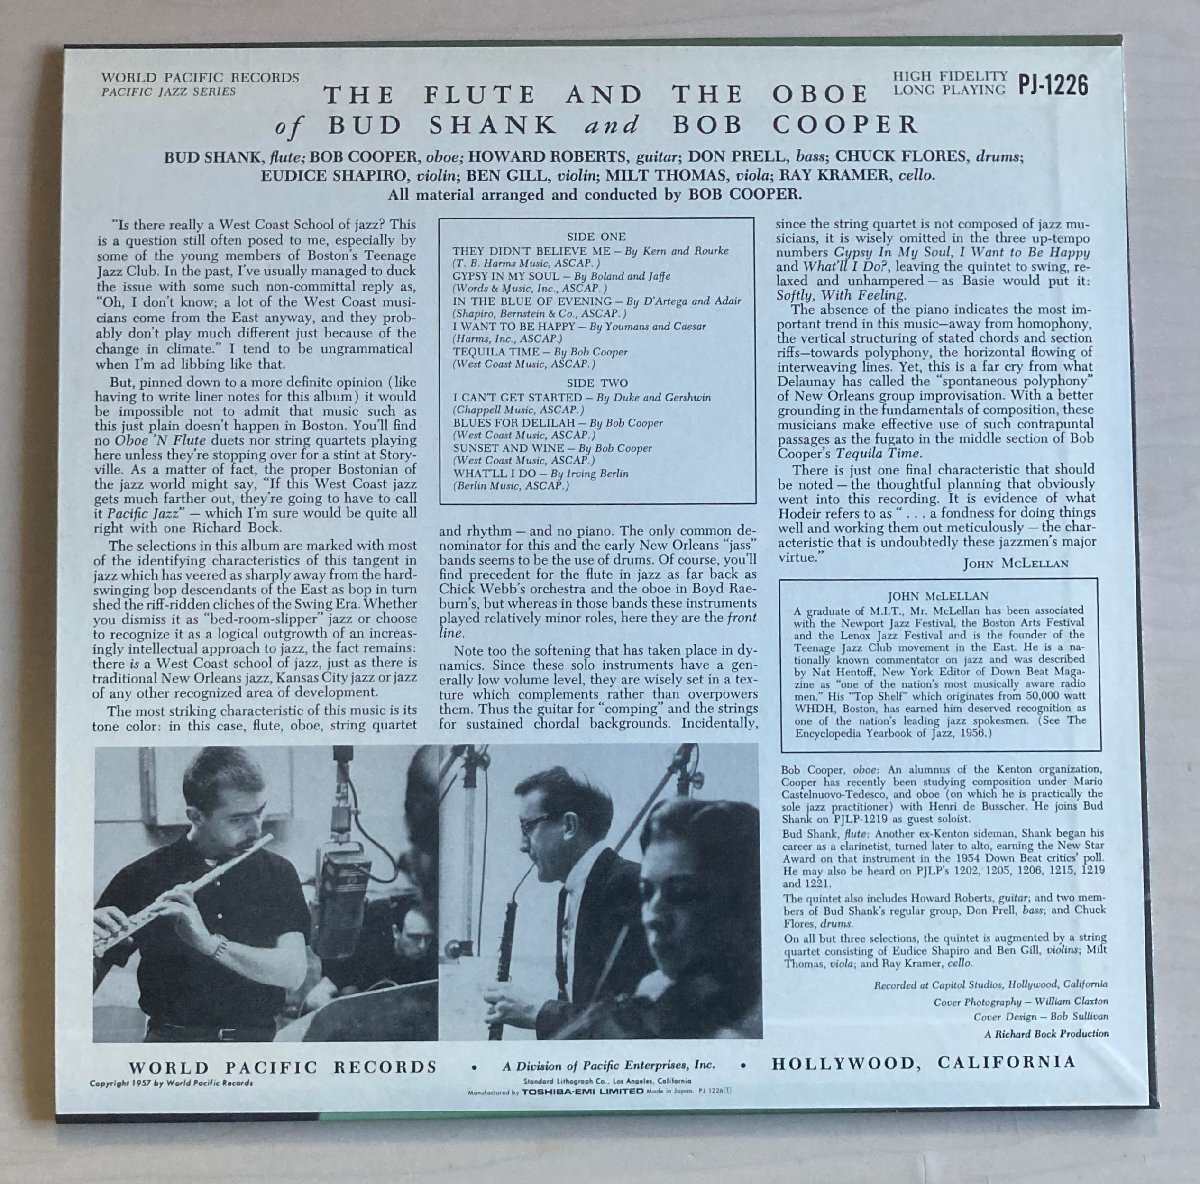 WORLD PACIFIC RECORDS
PACIFIC JAZZ SERIES
HIGH FIDELITY
LONG PLAYING PJ-1226
THE FLUTE AND THE OBOE
of BUD SHANK and BOB COOPER
BUD SHANK, flute; BOB COOPER, oboe; HOWARD ROBERTS, guitar; DON PRELL, bass; CHUCK FLORES, drums;
EUDICE SHAPIRO, violin; BEN GILL, violin; MILT THOMAS, viola; RAY KRAMER, cello.
All material arranged and conducted by BOB COOPER.
"Is there really a West Coast School of jazz? This
is a question still often posed to me, especially by
some of the young members of Boston's Teenage
Jazz Club. In the past, I've usually managed to duck
the issue with some such non-committal reply as,
"Oh, I don't know; a lot of the West Coast musi-
cians come from the East anyway, and they prob-
ably don't play much different just because of the
change in climate." I tend to be ungrammatical
when I'm ad libbing like that.
But, pinned down to a more definite opinion (like
having to write liner notes for this album) it would
be impossible not to admit that music such as
this just plain doesn't happen in Boston. You'll find
no Oboe 'N Flute duets nor string quartets playing
here unless they're stopping over for a stint at Story-
ville. As a matter of fact, the proper Bostonian of
the jazz world might say, "If this West Coast jazz
gets much farther out, they're going to have to call
it Pacific Jazz" – which I'm sure would be quite all
right with one Richard Bock.
The selections in this album are marked with most
of the identifying characteristics of this tangent in
jazz which has veered as sharply away from the hard-
swinging bop descendants of the East as bop in turn
shed the riff-ridden cliches of the Swing Era. Whether
you dismiss it as "bed-room-slipper" jazz or choose
to recognize it as a logical outgrowth of an increas-
ingly intellectual approach to jazz, the fact remains:
there is a West Coast school of jazz, just as there is
traditional New Orleans jazz, Kansas City jazz or jazz
of any other recognized area of development.
The most striking characteristic of this music is its
tone color: in this case, flute, oboe, string quartet
SIDE ONE
THEY DIDN'T BELIEVE ME – By Kern and Rourke
(T. B. Harms Music, ASCAP.)
GYPSY IN MY SOUL – By Boland and Jaffe
(Words & Music, Inc., ASCAP.)
IN THE BLUE OF EVENING – By D'Artega and Adair
(Shapiro, Bernstein & Co., ASCAP.)
I WANT TO BE HAPPY – By Youmans and Caesar
(Harms, Inc., ASCAP.)
TEQUILA TIME – By Bob Cooper
(West Coast Music, ASCAP.)
SIDE TWO
I CAN'T GET STARTED – By Duke and Gershwin
(Chappell Music, ASCAP.)
BLUES FOR DELILAH – By Bob Cooper
(West Coast Music, ASCAP.)
SUNSET AND WINE – By Bob Cooper
(West Coast Music, ASCAP.)
WHAT'LL I DO – By Irving Berlin
(Berlin Music, ASCAP.)
and rhythm – and no piano. The only common de-
nominator for this and the early New Orleans "jass"
bands seems to be the use of drums. Of course, you'll
find precedent for the flute in jazz as far back as
Chick Webb's orchestra and the oboe in Boyd Rae-
burn's, but whereas in those bands these instruments
played relatively minor roles, here they are the front
line.
Note too the softening that has taken place in dy-
namics. Since these solo instruments have a gen-
erally low volume level, they are wisely set in a tex-
ture which complements rather than overpowers
them. Thus the guitar for "comping" and the strings
for sustained chordal backgrounds. Incidentally,
since the string quartet is not composed of jazz mu-
sicians, it is wisely omitted in the three up-tempo
numbers Gypsy In My Soul, I Want to Be Happy
and What'll I Do?, leaving the quintet to swing, re-
laxed and unhampered – as Basie would put it:
Softly, With Feeling.
The absence of the piano indicates the most im-
portant trend in this music—away from homophony,
the vertical structuring of stated chords and section
riffs—towards polyphony, the horizontal flowing of
interweaving lines. Yet, this is a far cry from what
Delaunay has called the "spontaneous polyphony"
of New Orleans group improvisation. With a better
grounding in the fundamentals of composition, these
musicians make effective use of such contrapuntal
passages as the fugato in the middle section of Bob
Cooper's Tequila Time.
There is just one final characteristic that should
be noted – the thoughtful planning that obviously
went into this recording. It is evidence of what
Hodeir refers to as " . . . a fondness for doing things
well and working them out meticulously – the char-
acteristic that is undoubtedly these jazzmen's major
virtue."
JOHN McLELLAN
JOHN McLELLAN
A graduate of M.I.T., Mr. McLellan has been associated
with the Newport Jazz Festival, the Boston Arts Festival
and the Lenox Jazz Festival and is the founder of the
Teenage Jazz Club movement in the East. He is a na-
tionally known commentator on jazz and was described
by Nat Hentoff, New York Editor of Down Beat Maga-
zine as "one of the nation's most musically aware radio
men." His "Top Shelf" which originates from 50,000 watt
WHDH, Boston, has earned him deserved recognition as
one of the nation's leading jazz spokesmen. (See The
Encyclopedia Yearbook of Jazz, 1956.)
Bob Cooper, oboe: An alumnus of the Kenton organization,
Cooper has recently been studying composition under Mario
Castelnuovo-Tedesco, and oboe (on which he is practically the
sole jazz practitioner) with Henri de Busscher. He joins Bud
Shank on PJLP-1219 as guest soloist.
Bud Shank, flute: Another ex-Kenton sideman, Shank began his
career as a clarinetist, turned later to alto, earning the New Star
Award on that instrument in the 1954 Down Beat critics' poll.
He may also be heard on PJLP's 1202, 1205, 1206, 1215, 1219
and 1221.
The quintet also includes Howard Roberts, guitar; and two mem-
bers of Bud Shank's regular group, Don Prell, bass; and Chuck
Flores, drums.
On all but three selections, the quintet is augmented by a string
quartet consisting of Eudice Shapiro and Ben Gill, violins; Milt
Thomas, viola; and Ray Kramer, cello.
Recorded at Capitol Studios, Hollywood, California
Cover Photography – William Claxton
Cover Design – Bob Sullivan
A Richard Bock Production
WORLD PACIFIC RECORDS • A Division of Pacific Enterprises, Inc. • HOLLYWOOD, CALIFORNIA
Copyright 1957 by World Pacific Records
Standard Lithograph Co., Los Angeles, California
Manufactured by TOSHIBA-EMI LIMITED Made in Japan. PJ-1226